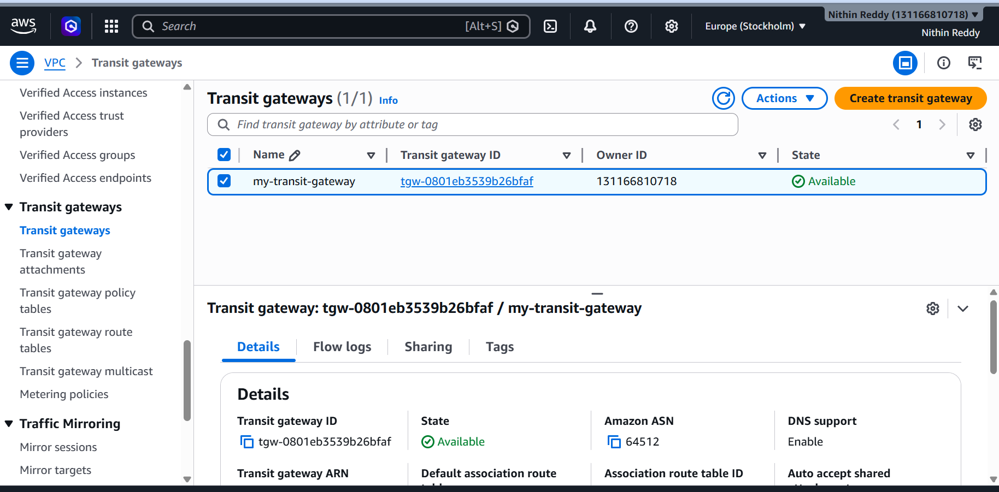 aws
Search
[Alt+S]
Europe (Stockholm)
Nithin Reddy (131166810718)
Nithin Reddy
VPC
Transit gateways
Verified Access instances
Verified Access trust
providers
Verified Access groups
Verified Access endpoints
Transit gateways
Transit gateways
Transit gateway
attachments
Transit gateway policy
tables
Transit gateway route
tables
Transit gateway multicast
Metering policies
Traffic Mirroring
Mirror sessions
Mirror targets
Transit gateways (1/1) Info
Actions
Create transit gateway
Find transit gateway by attribute or tag
1
Name
Transit gateway ID
Owner ID
State
my-transit-gateway
tgw-0801eb3539b26bfaf
131166810718
Available
Transit gateway: tgw-0801eb3539b26bfaf / my-transit-gateway
Details
Flow logs
Sharing
Tags
Details
Transit gateway ID
tgw-0801eb3539b26bfaf
State
Available
Amazon ASN
64512
DNS support
Enable
Transit gateway ARN
Default association route
Association route table ID
Auto accept shared